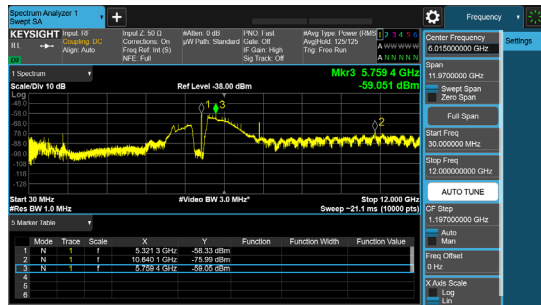 Spectrum Analyzer 1
Swept SA
Frequency
KEYSIGHT
Input: RF
Coupling: DC
Align: Auto
Input Z: 50 Ω
Corrections: On
Freq Ref: Int (S)
NFE: Full
#Atten: 0 dB
µW Path: Standard
PNO: Fast
Gate: Off
IF Gain: High
Sig Track: Off
#Avg Type: Power (RMS
Avg|Hold: 125/125
Trig: Free Run
1 2 3 4 5 6
A W W W W W
A N N N N N
1 Spectrum
Mkr3 5.759 4 GHz
Scale/Div 10 dB
Ref Level -38.00 dBm
-59.051 dBm
Log
-48.0
-58.0
-68.0
-78.0
-88.0
-98.0
-108
-118
-128
1
3
2
Start 30 MHz
#Video BW 3.0 MHz*
Stop 12.000 GHz
#Res BW 1.0 MHz
Sweep ~21.1 ms (10000 pts)
5 Marker Table
Mode Trace Scale X Y Function Function Width Function Value
1 N 1 f 5.321 3 GHz -58.33 dBm
2 N 1 f 10.640 1 GHz -75.99 dBm
3 N 1 f 5.759 4 GHz -59.05 dBm
4
5
6
Center Frequency
6.015000000 GHz
Settings
Span
11.9700000 GHz
Swept Span
Zero Span
Full Span
Start Freq
30.000000 MHz
Stop Freq
12.000000000 GHz
AUTO TUNE
CF Step
1.197000000 GHz
Auto
Man
Freq Offset
0 Hz
X Axis Scale
Log
Lin